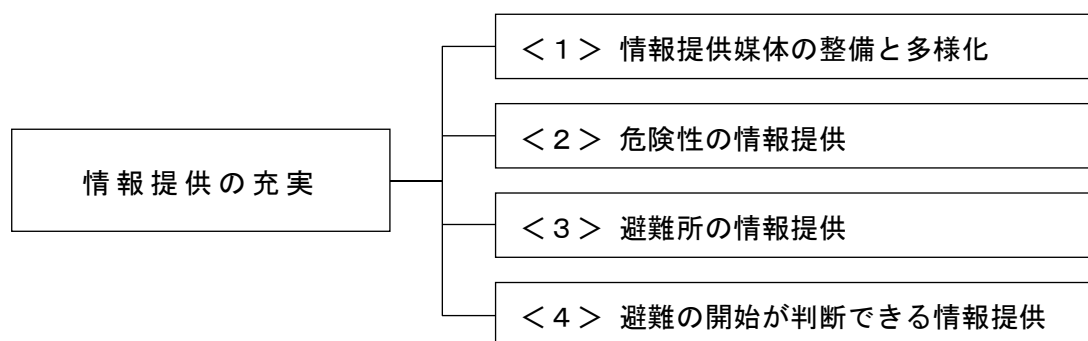 ＜１＞ 情報提供媒体の整備と多様化
＜２＞ 危険性の情報提供
情報提供の充実
＜３＞ 避難所の情報提供
＜４＞ 避難の開始が判断できる情報提供